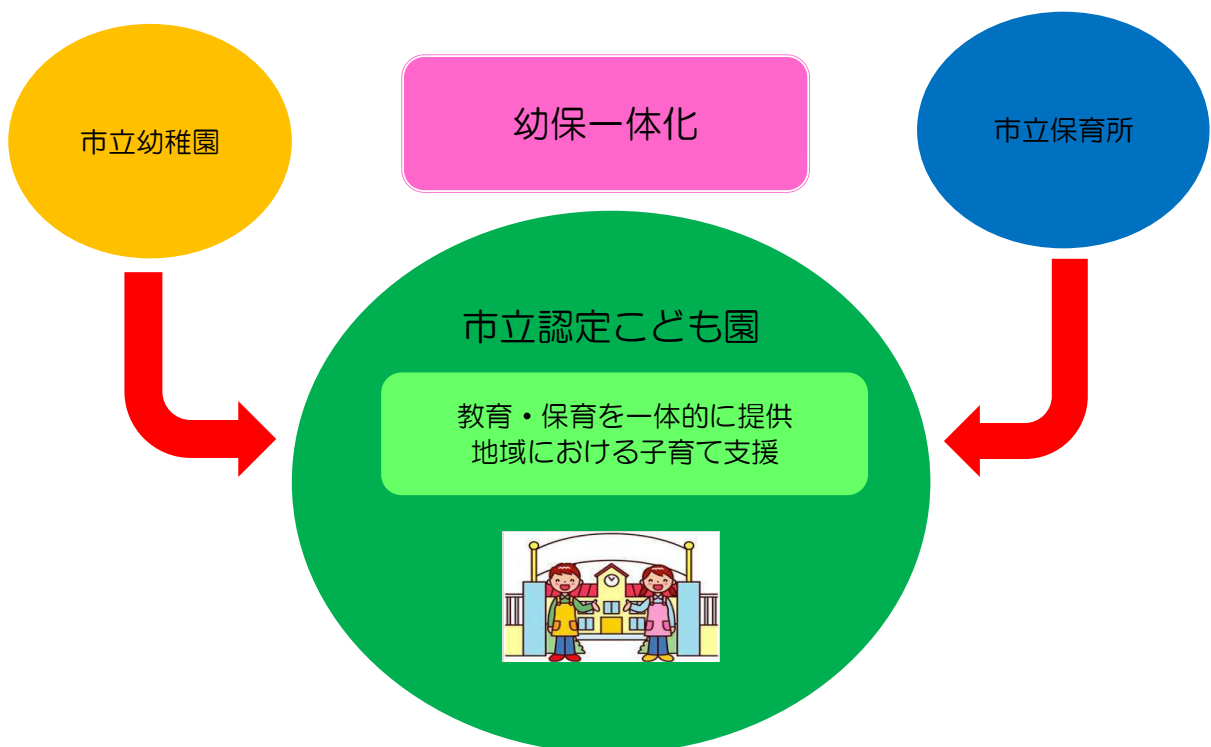 市立幼稚園
幼保一体化
市立保育所
市立認定こども園
教育・保育を一体的に提供
地域における子育て支援